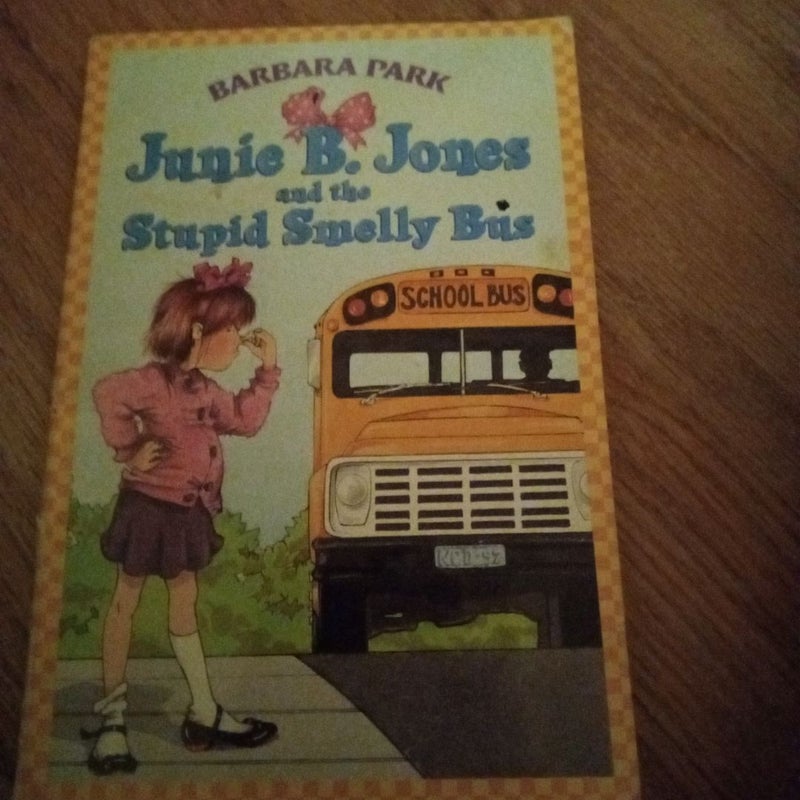 BARBARA PARK
Junie B. Jones
and the
Stupid Smelly Bus
SCHOOL BUS